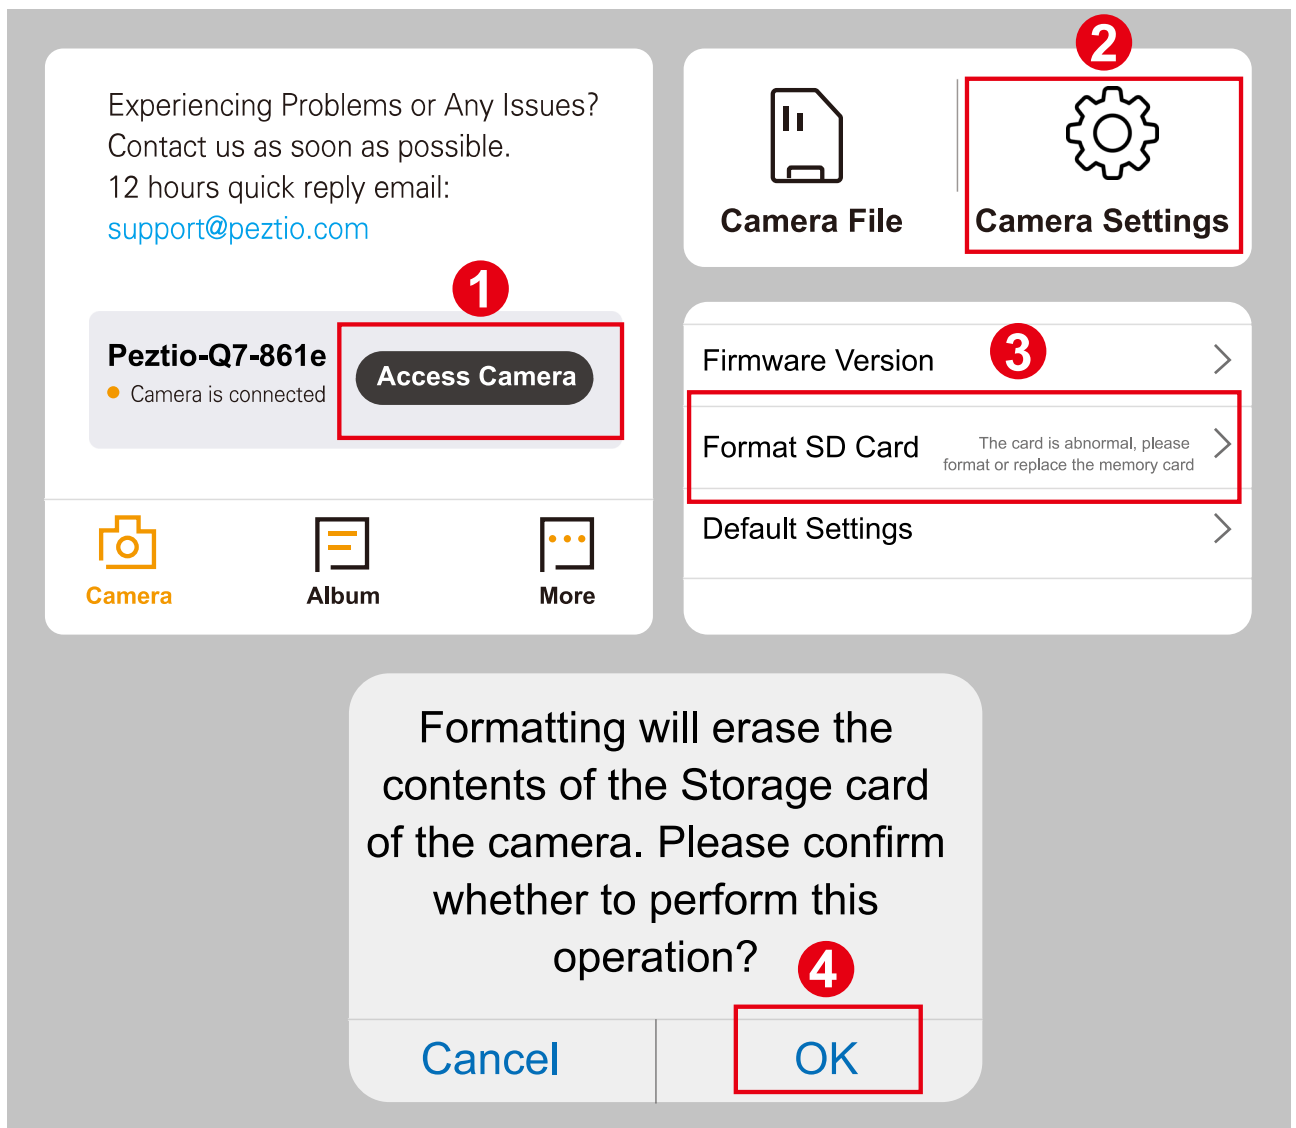 Experiencing Problems or Any Issues?
Contact us as soon as possible.
12 hours quick reply email:
support@peztio.com
1
Peztio-Q7-861e
Camera is connected
Access Camera
Camera
Album
More
2
Camera File
Camera Settings
Firmware Version
3
Format SD Card
The card is abnormal, please
format or replace the memory card
Default Settings
Formatting will erase the
contents of the Storage card
of the camera. Please confirm
whether to perform this
operation?
4
Cancel
OK